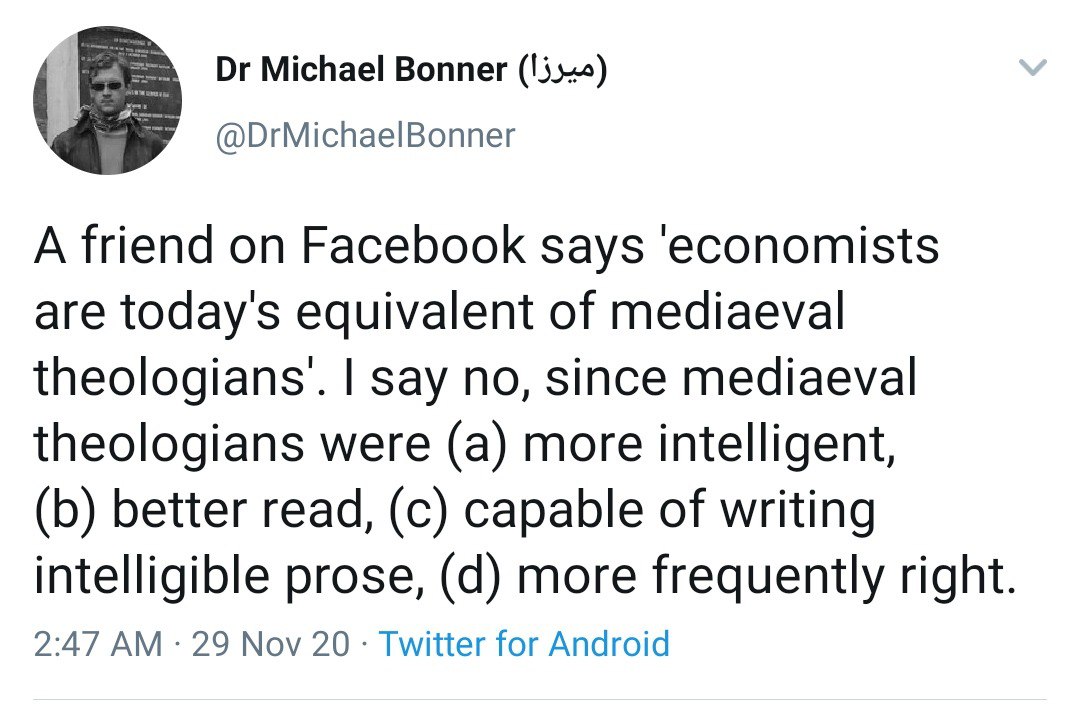 Dr Michael Bonner (ميرزا)
@DrMichaelBonner
A friend on Facebook says 'economists
are today's equivalent of mediaeval
theologians'. I say no, since mediaeval
theologians were (a) more intelligent,
(b) better read, (c) capable of writing
intelligible prose, (d) more frequently right.
2:47 AM · 29 Nov 20 · Twitter for Android